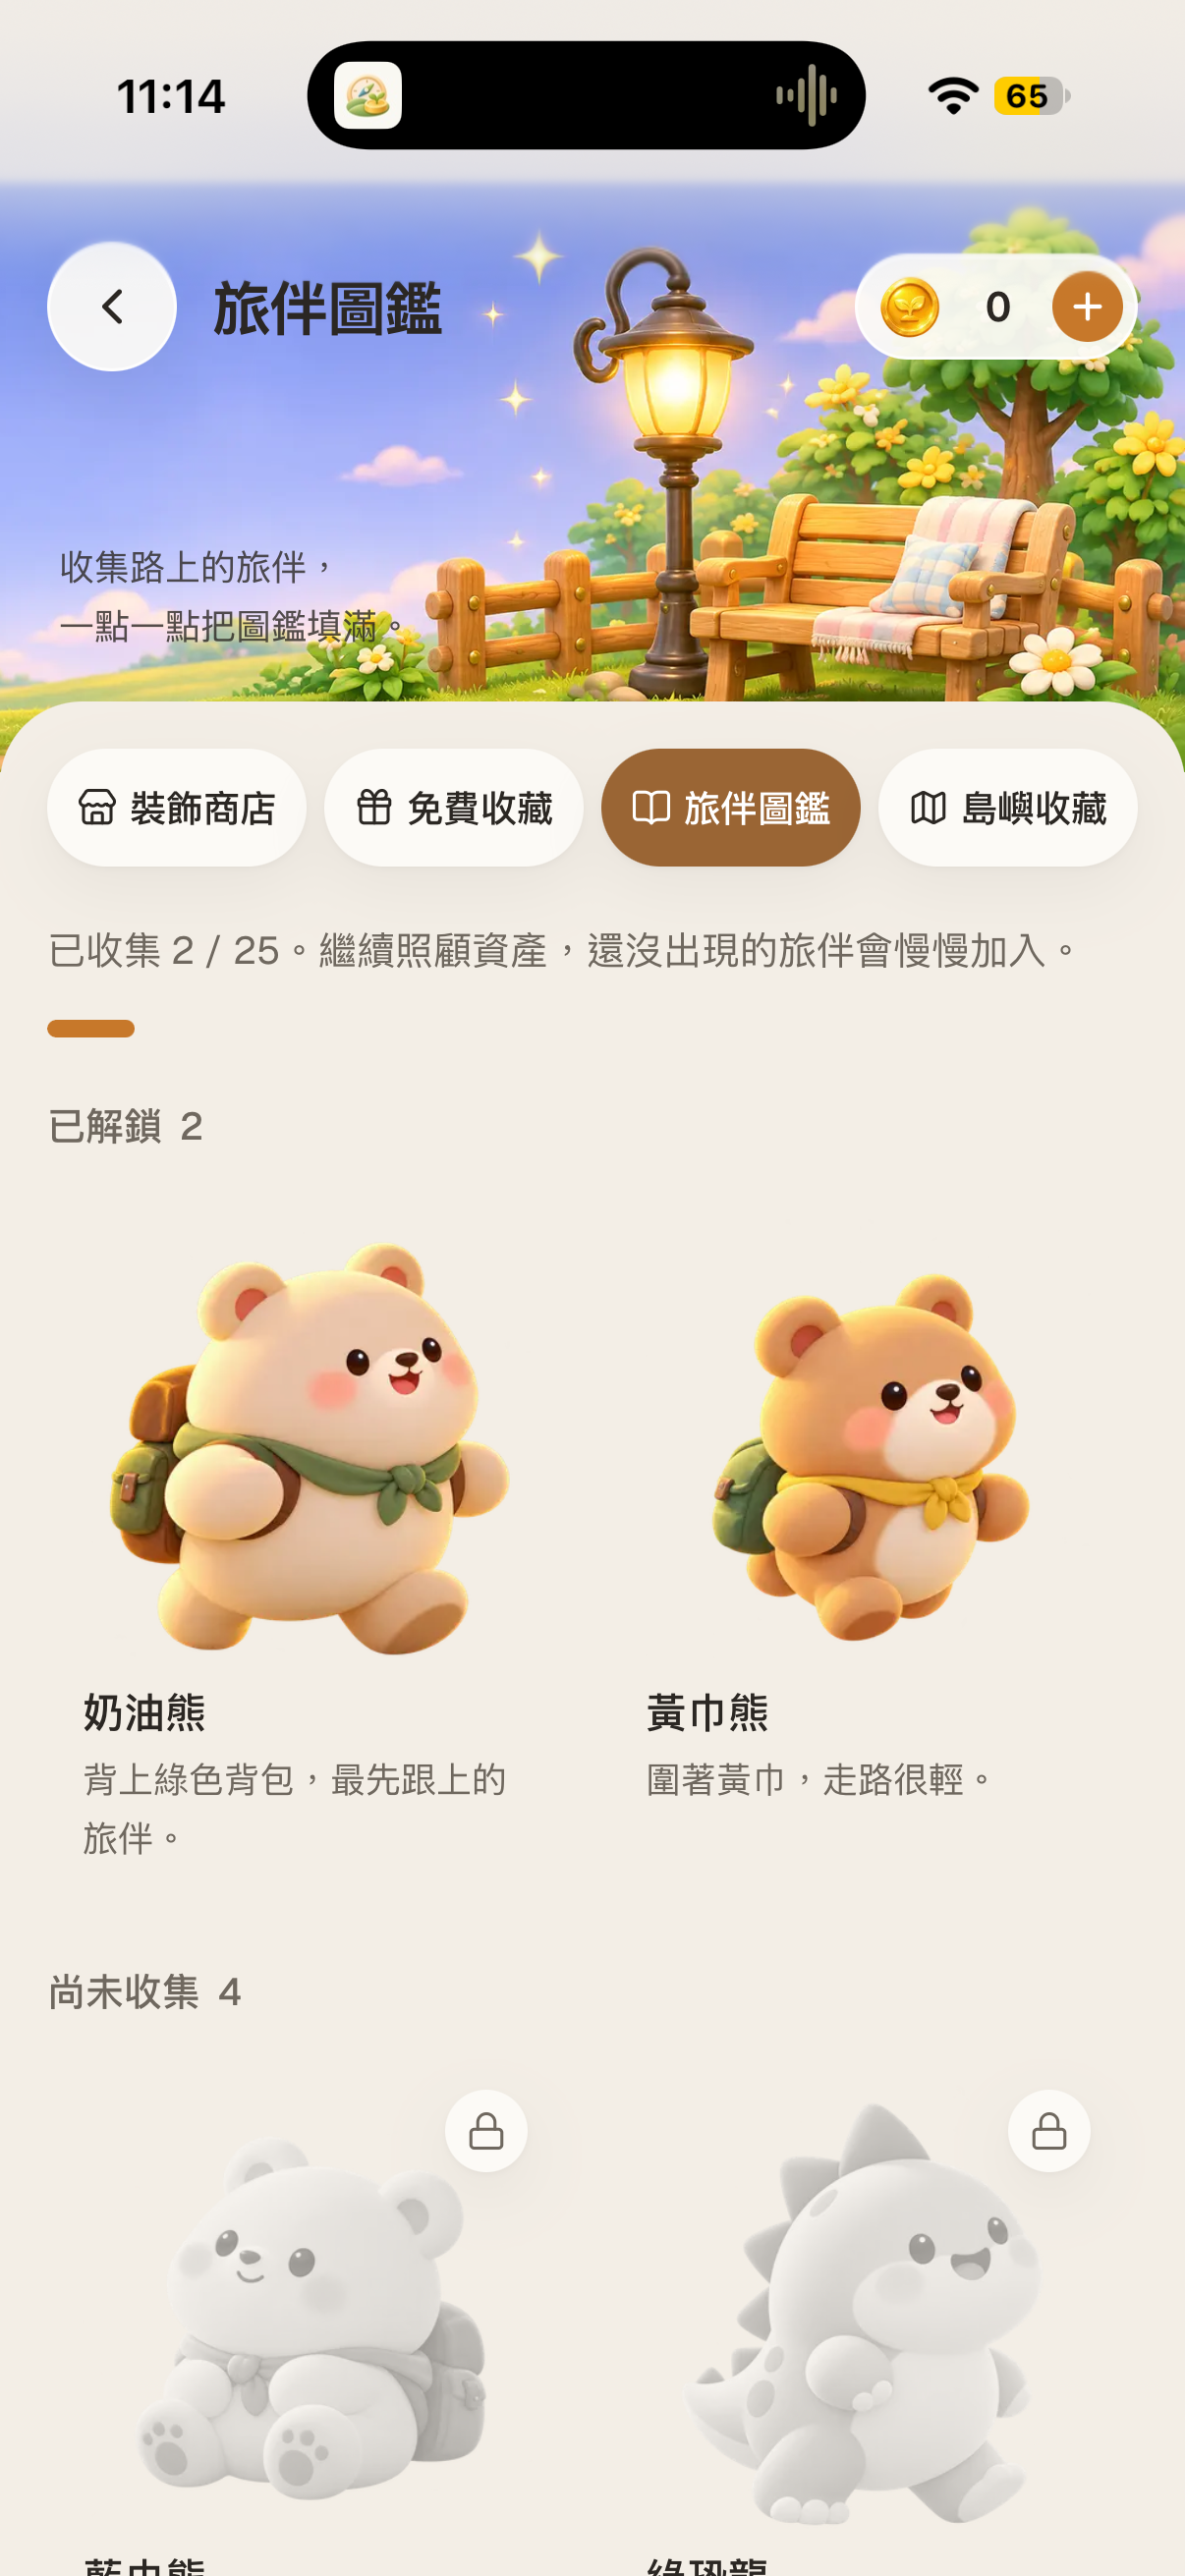 11:14
65
旅伴圖鑑
0
收集路上的旅伴，
一點一點把圖鑑填滿。
裝飾商店
免費收藏
旅伴圖鑑
島嶼收藏
已收集 2 / 25。繼續照顧資產，還沒出現的旅伴會慢慢加入。
已解鎖 2
奶油熊
黃巾熊
背上綠色背包，最先跟上的
旅伴。
圍著黃巾，走路很輕。
尚未收集 4